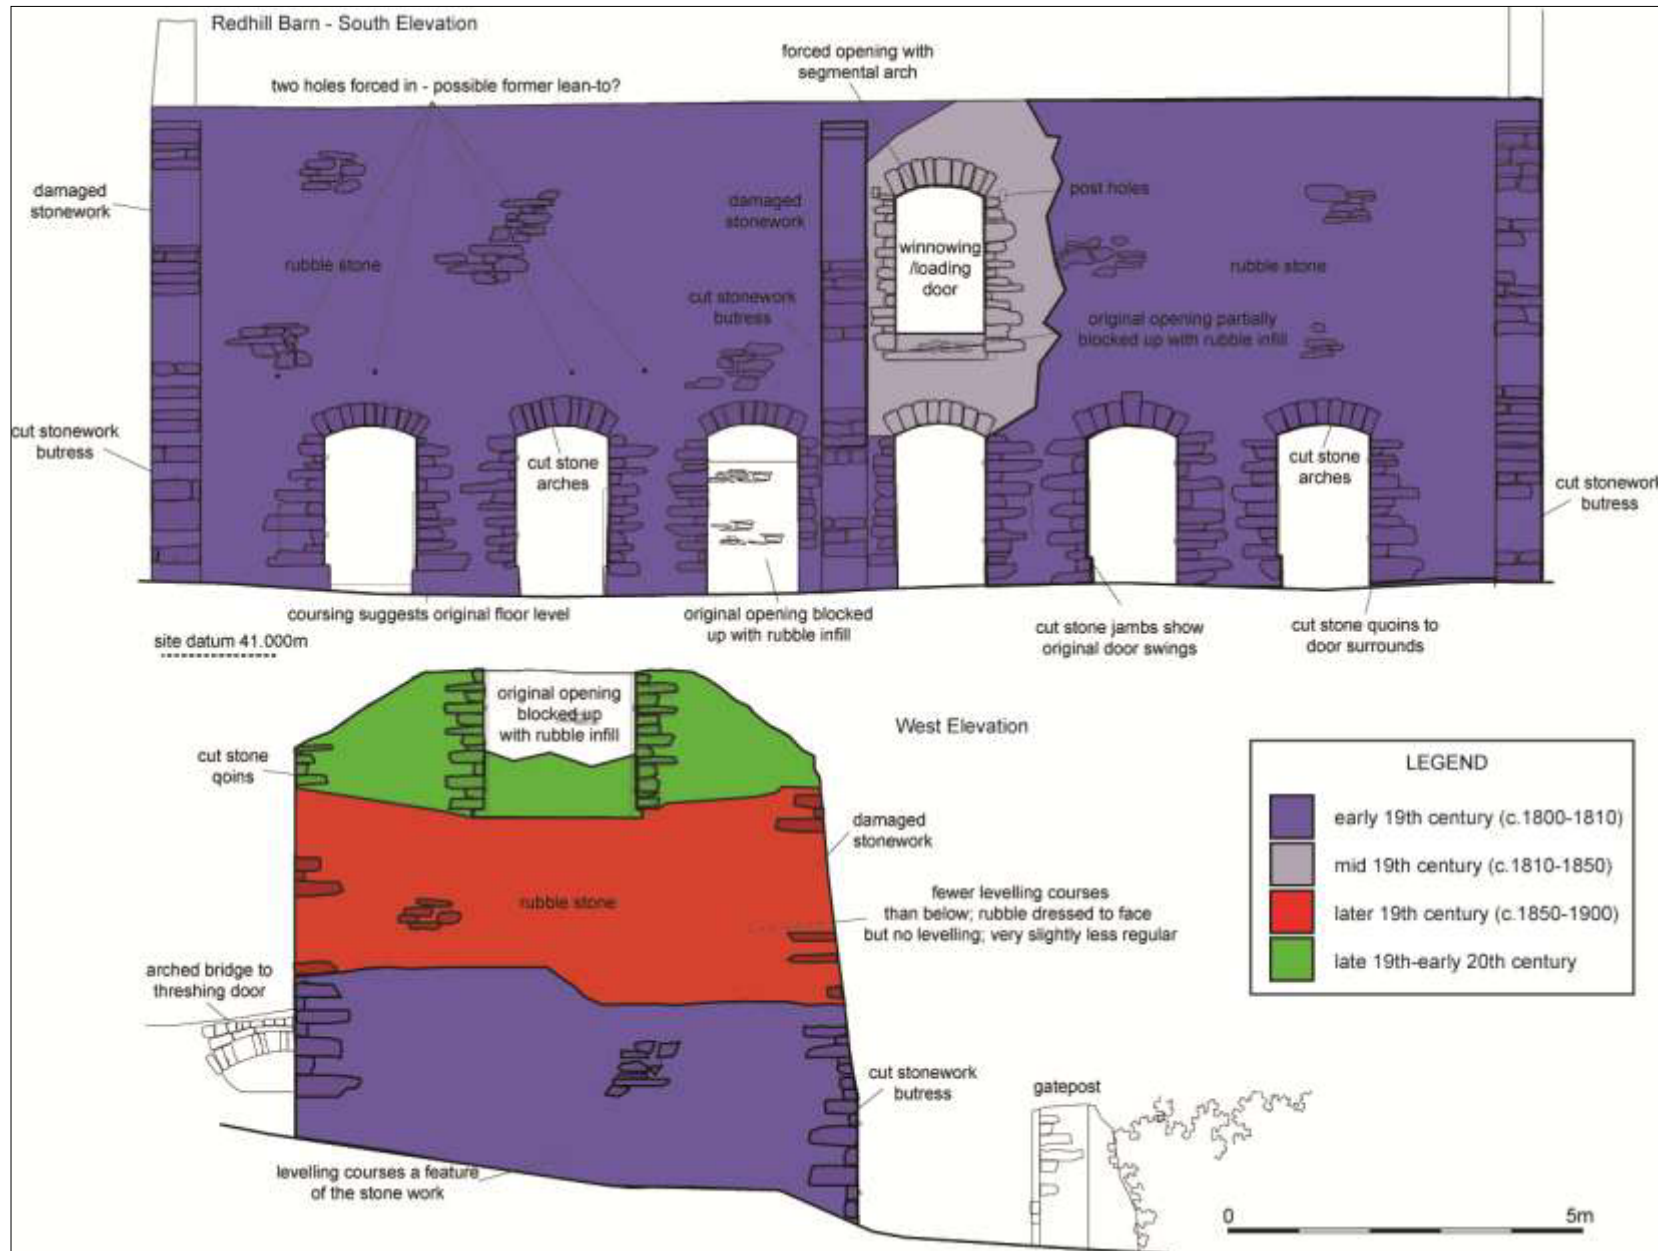 Redhill Barn - South Elevation
forced opening with
segmental arch
two holes forced in - possible former lean-to?
damaged
stonework
damaged
stonework
post holes
rubble stone
winnowing
/loading
door
rubble stone
cut stonework
butress
original opening partially
blocked up with rubble infill
cut stonework
butress
cut stone
arches
cut stone
arches
cut stonework
butress
coursing suggests original floor level
original opening blocked
up with rubble infill
cut stone jambs show
original door swings
cut stone quoins to
door surrounds
site datum 41.000m
original opening
blocked up
with rubble infill
West Elevation
cut stone
qoins
LEGEND
early 19th century (c.1800-1810)
mid 19th century (c.1810-1850)
later 19th century (c.1850-1900)
late 19th-early 20th century
damaged
stonework
rubble stone
fewer levelling courses
than below; rubble dressed to face
but no levelling; very slightly less regular
arched bridge to
threshing door
cut stonework
butress
gatepost
levelling courses a feature
of the stone work
0 5m